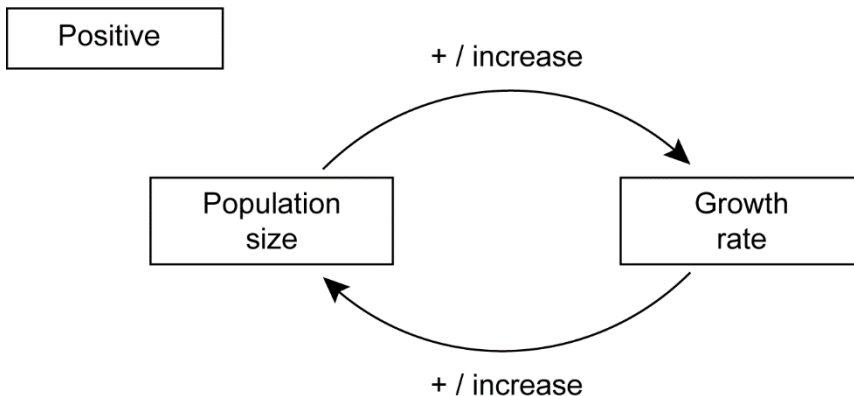 Positive
+ / increase
Population
size
Growth
rate
+ / increase